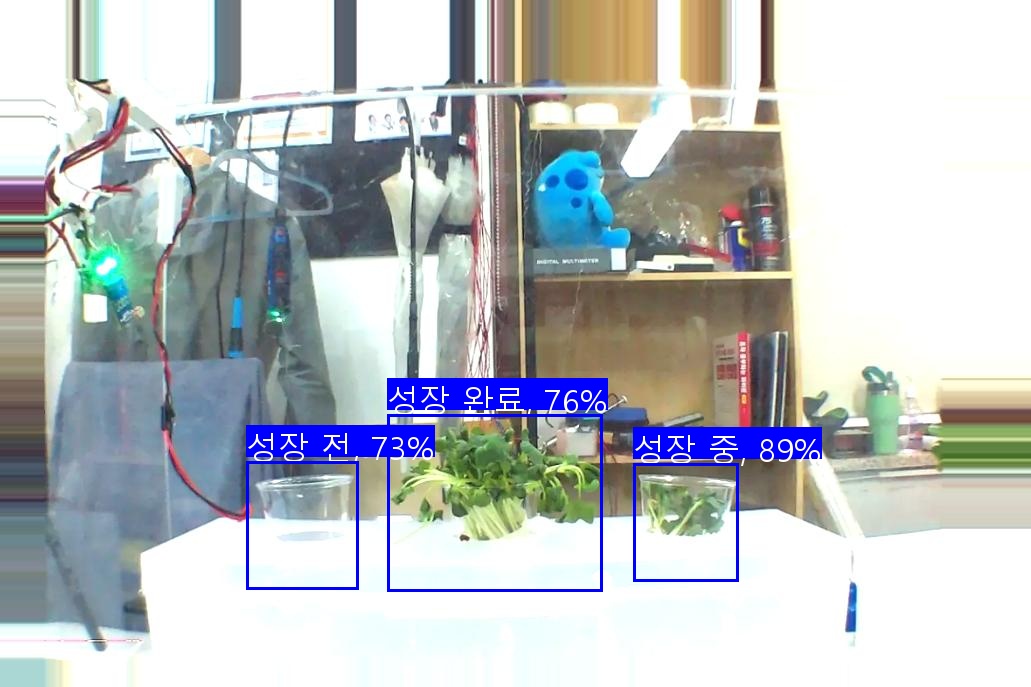 DIGITAL MULTIMETER
성장 완료, 76%
성장 전, 73%
성장 중, 89%